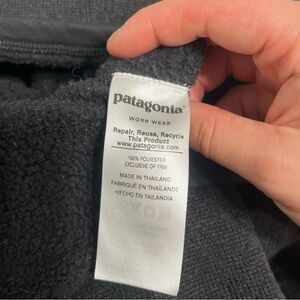 patagonia®
WORN WEAR
Repair, Reuse, Recycle
This Product
www.patagonia.com
100% POLYESTER
EXCLUSIVE OF TRIM
MADE IN THAILAND
FABRIQUÉ EN THAÏLANDE
HECHO EN TAILANDIA